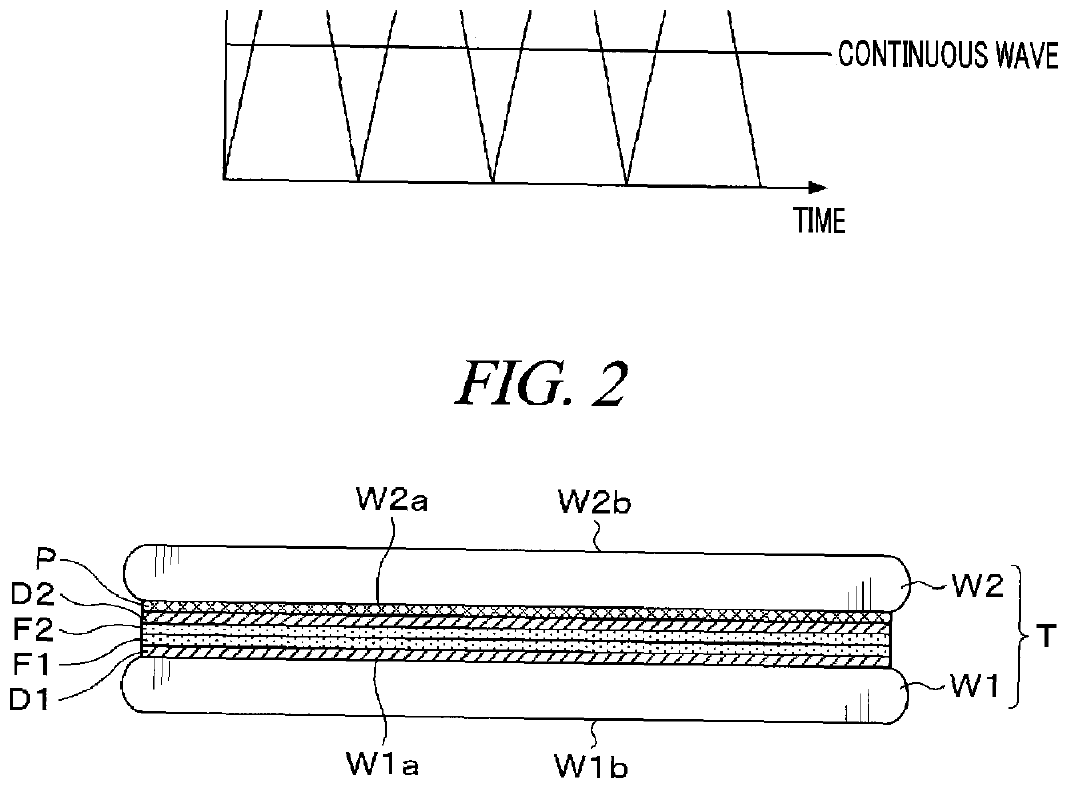 CONTINUOUS WAVE
TIME
FIG. 2
W2a
W2b
P
D2
F2
F1
D1
W2
T
W1
W1a
W1b